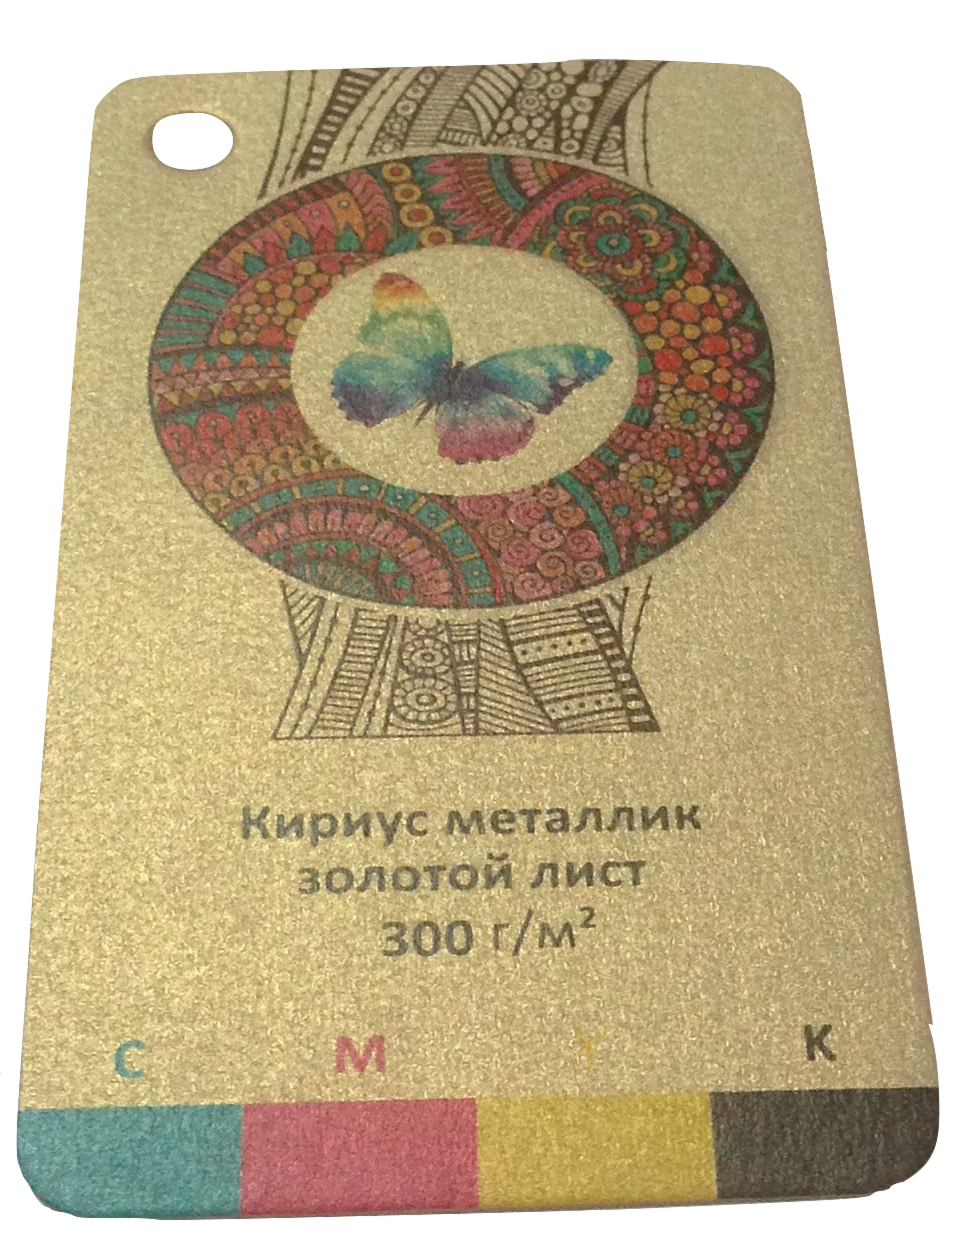 Кириус металлик
золотой лист
300 г/м²
C M Y K